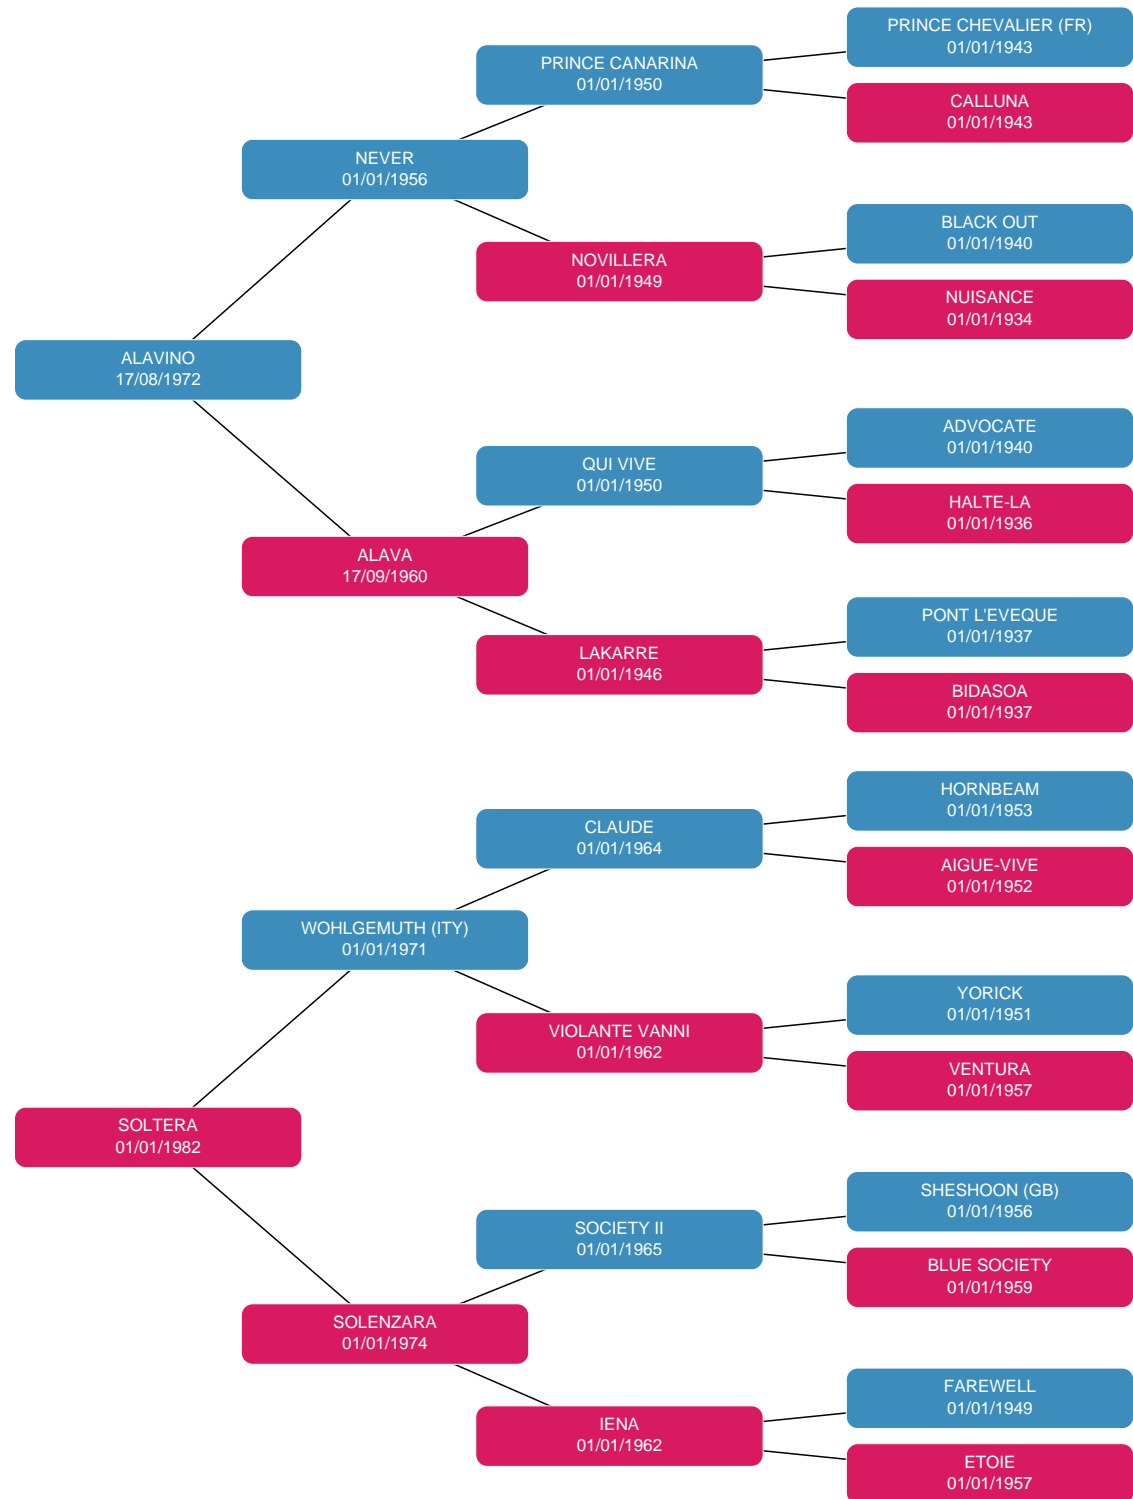 PRINCE CHEVALIER (FR)
01/01/1943
PRINCE CANARINA
01/01/1950
CALLUNA
01/01/1943
NEVER
01/01/1956
BLACK OUT
01/01/1940
NOVILLERA
01/01/1949
NUISANCE
01/01/1934
ALAVINO
17/08/1972
ADVOCATE
01/01/1940
QUI VIVE
01/01/1950
HALTE-LA
01/01/1936
ALAVA
17/09/1960
PONT L'EVEQUE
01/01/1937
LAKARRE
01/01/1946
BIDASOA
01/01/1937
HORNBEAM
01/01/1953
CLAUDE
01/01/1964
AIGUE-VIVE
01/01/1952
WOHLGEMUTH (ITY)
01/01/1971
YORICK
01/01/1951
VIOLANTE VANNI
01/01/1962
VENTURA
01/01/1957
SOLTERA
01/01/1982
SHESHOON (GB)
01/01/1956
SOCIETY II
01/01/1965
BLUE SOCIETY
01/01/1959
SOLENZARA
01/01/1974
FAREWELL
01/01/1949
IENA
01/01/1962
ETOIE
01/01/1957